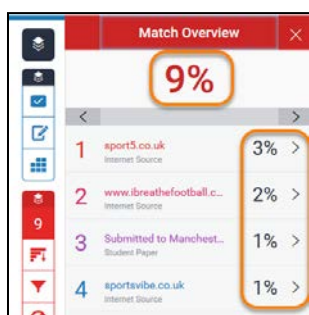 Match Overview
9%
9
1 sport5.co.uk 3%
Internet Source
2 www.ibreathefootball.c... 2%
Internet Source
3 Submitted to Manchest... 1%
Student Paper
4 sportsvibe.co.uk 1%
Internet Source